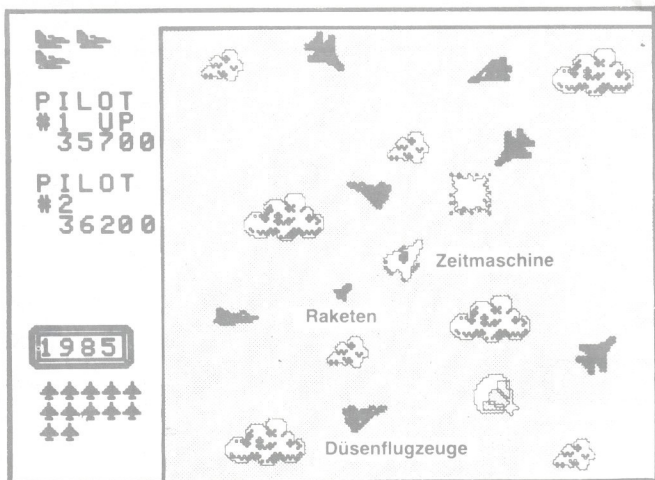 PILOT
#1 UP
35700
PILOT
#2
36200
Zeitmaschine
Raketen
1985
Düsenflugzeuge